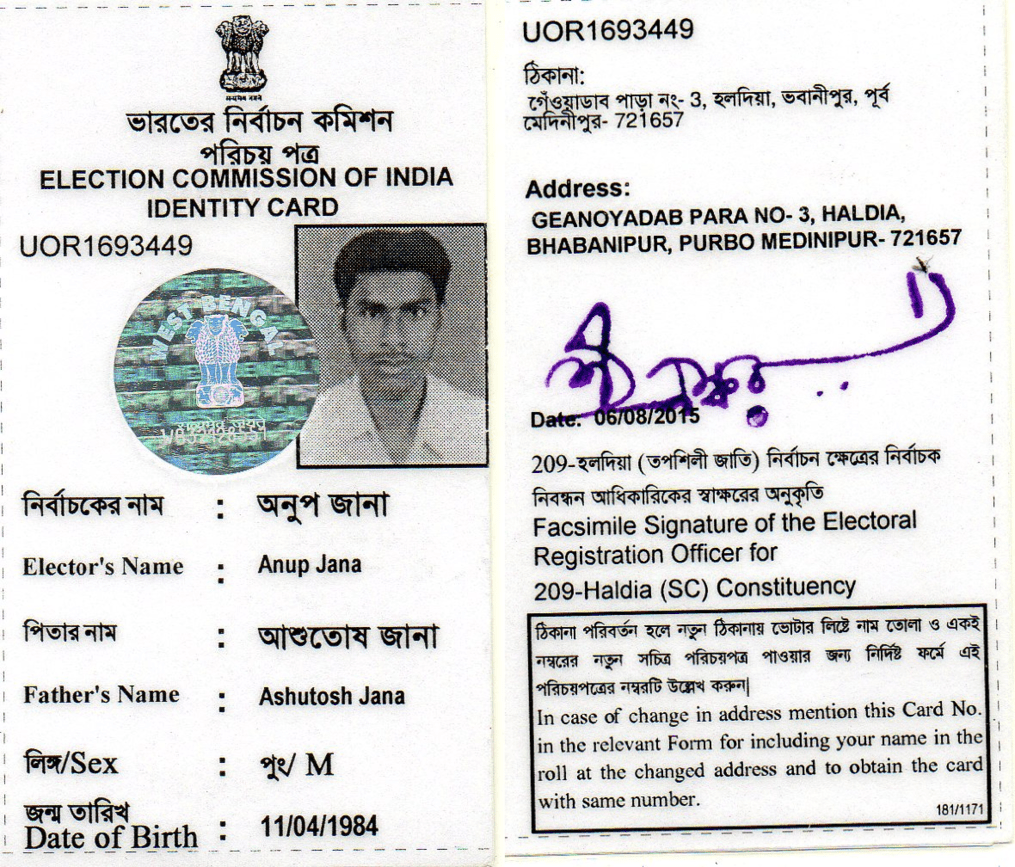 ভারতের নির্বাচন কমিশন
পরিচয় পত্র
ELECTION COMMISSION OF INDIA
IDENTITY CARD
UOR1693449
WEST BENGAL
নির্বাচকের নাম : অনুপ জানা
Elector's Name : Anup Jana
পিতার নাম : আশুতোষ জানা
Father's Name : Ashutosh Jana
লিঙ্গ/Sex : পুং/ M
জন্ম তারিখ
Date of Birth : 11/04/1984
UOR1693449
ঠিকানা:
গেঁওয়াডাব পাড়া নং- 3, হলদিয়া, ভবানীপুর, পূর্ব
মেদিনীপুর- 721657
Address:
GEANOYADAB PARA NO- 3, HALDIA,
BHABANIPUR, PURBO MEDINIPUR- 721657
Date: 06/08/2015
209-হলদিয়া (তপশিলী জাতি) নির্বাচন ক্ষেত্রের নির্বাচক
নিবন্ধন আধিকারিকের স্বাক্ষরের অনুকৃতি
Facsimile Signature of the Electoral
Registration Officer for
209-Haldia (SC) Constituency
ঠিকানা পরিবর্তন হলে নতুন ঠিকানায় ভোটার লিষ্টে নাম তোলা ও একই
নম্বরের নতুন সচিত্র পরিচয়পত্র পাওয়ার জন্য নির্দিষ্ট ফর্মে এই
পরিচয়পত্রের নম্বরটি উল্লেখ করুন|
In case of change in address mention this Card No.
in the relevant Form for including your name in the
roll at the changed address and to obtain the card
with same number.
181/1171